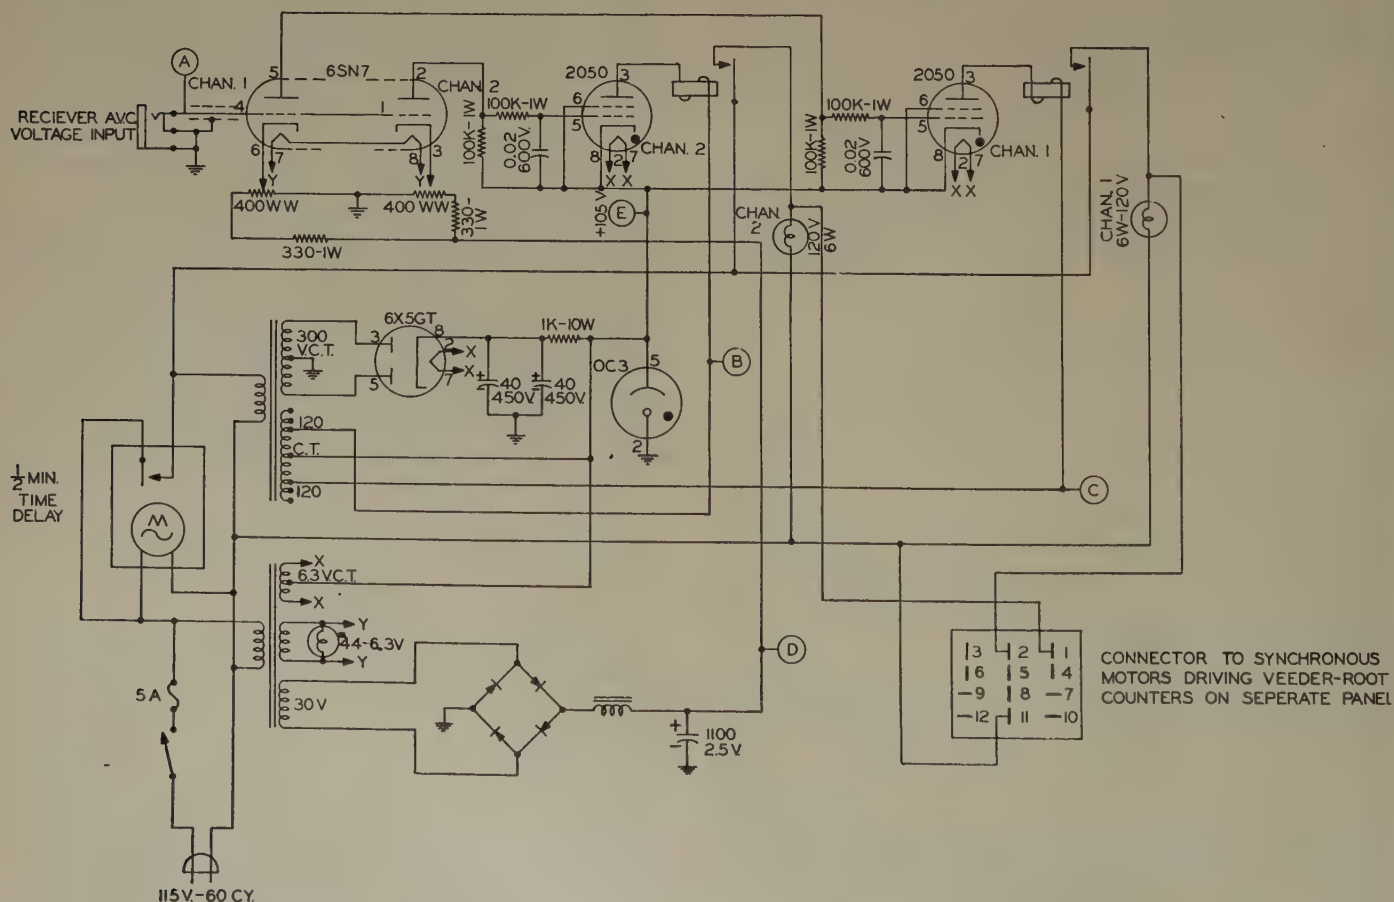 A
CHAN. 1
RECIEVER A.V.C.
VOLTAGE INPUT
5
6SN7
2
CHAN. 2
4
1
6
7
8
3
Y
Y
400 WW
400 WW
330-
1W
330-1W
100K-1W
100K-1W
0.02
600V.
2050
3
6
5
8
2
7
X
X
CHAN. 2
+105 V
E
CHAN.
2
120 V
6W
100K-1W
100K-1W
0.02
600V.
2050
3
6
5
8
2
7
X
X
CHAN. 1
CHAN. 1
6W-120V
300
V.C.T.
6X5GT
3
5
8
2
7
X
X
40
450V.
40
450V.
1K-10W
OC3
5
2
B
120
C.T.
120
C
1/2 MIN.
TIME
DELAY
M
X
6.3 V.C.T.
X
Y
44-6.3V
Y
30 V
5 A
+
1100
- 2.5 V.
D
3 2 1
6 5 4
9 8 7
12 11 10
CONNECTOR TO SYNCHRONOUS
MOTORS DRIVING VEEDER-ROOT
COUNTERS ON SEPERATE PANEL
115 V.-60 CY.